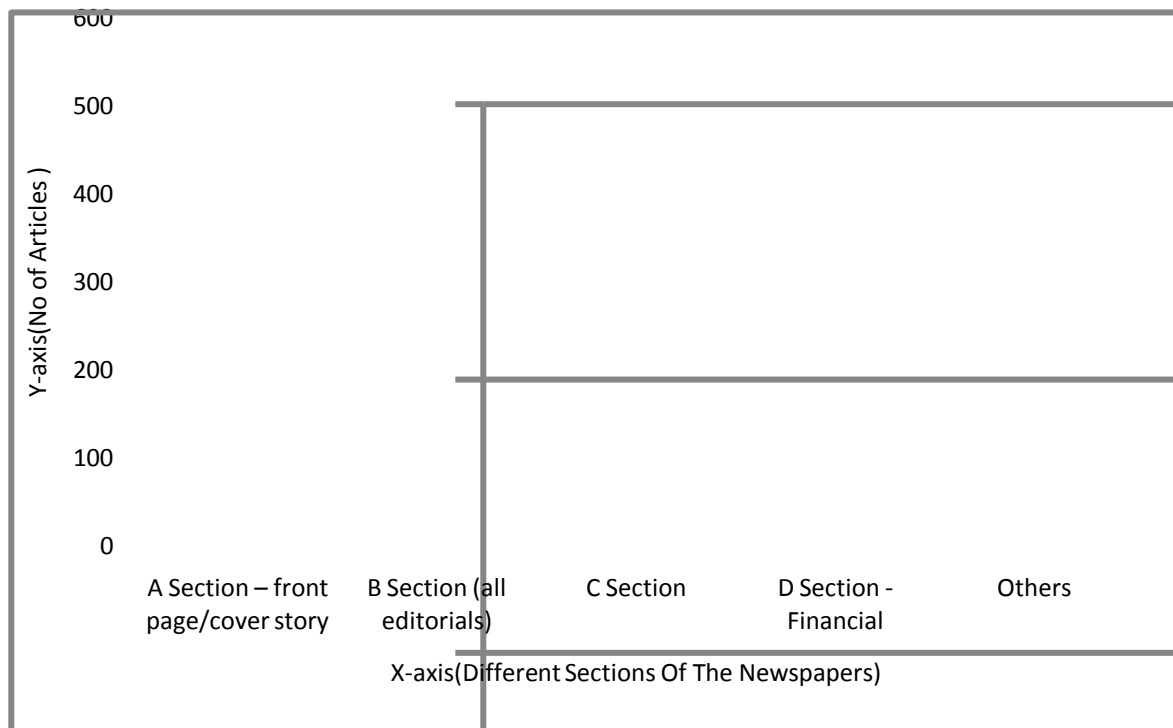 600
500
400
300
200
100
0
Y-axis(No of Articles )
A Section – front
page/cover story
B Section (all
editorials)
C Section
D Section -
Financial
Others
X-axis(Different Sections Of The Newspapers)